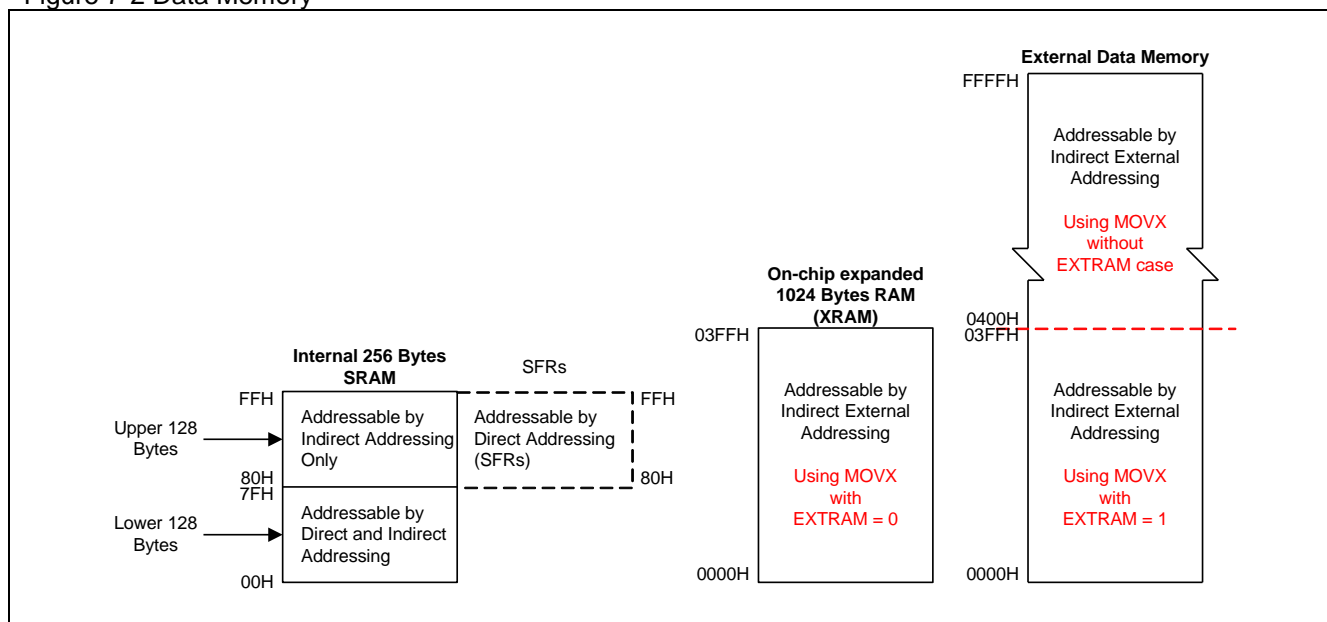 Figure 7-2 Data Memory
External Data Memory
FFFFH
Addressable by
Indirect External
Addressing
Using MOVX
without
EXTRAM case
0400H
03FFH
Addressable by
Indirect External
Addressing
Using MOVX
with
EXTRAM = 1
0000H
On-chip expanded
1024 Bytes RAM
(XRAM)
03FFH
Addressable by
Indirect External
Addressing
Using MOVX
with
EXTRAM = 0
0000H
Internal 256 Bytes
SRAM
SFRs
FFH
Addressable by
Indirect Addressing
Only
Addressable by
Direct Addressing
(SFRs)
FFH
Upper 128
Bytes
80H
80H
7FH
Addressable by
Direct and Indirect
Addressing
Lower 128
Bytes
00H